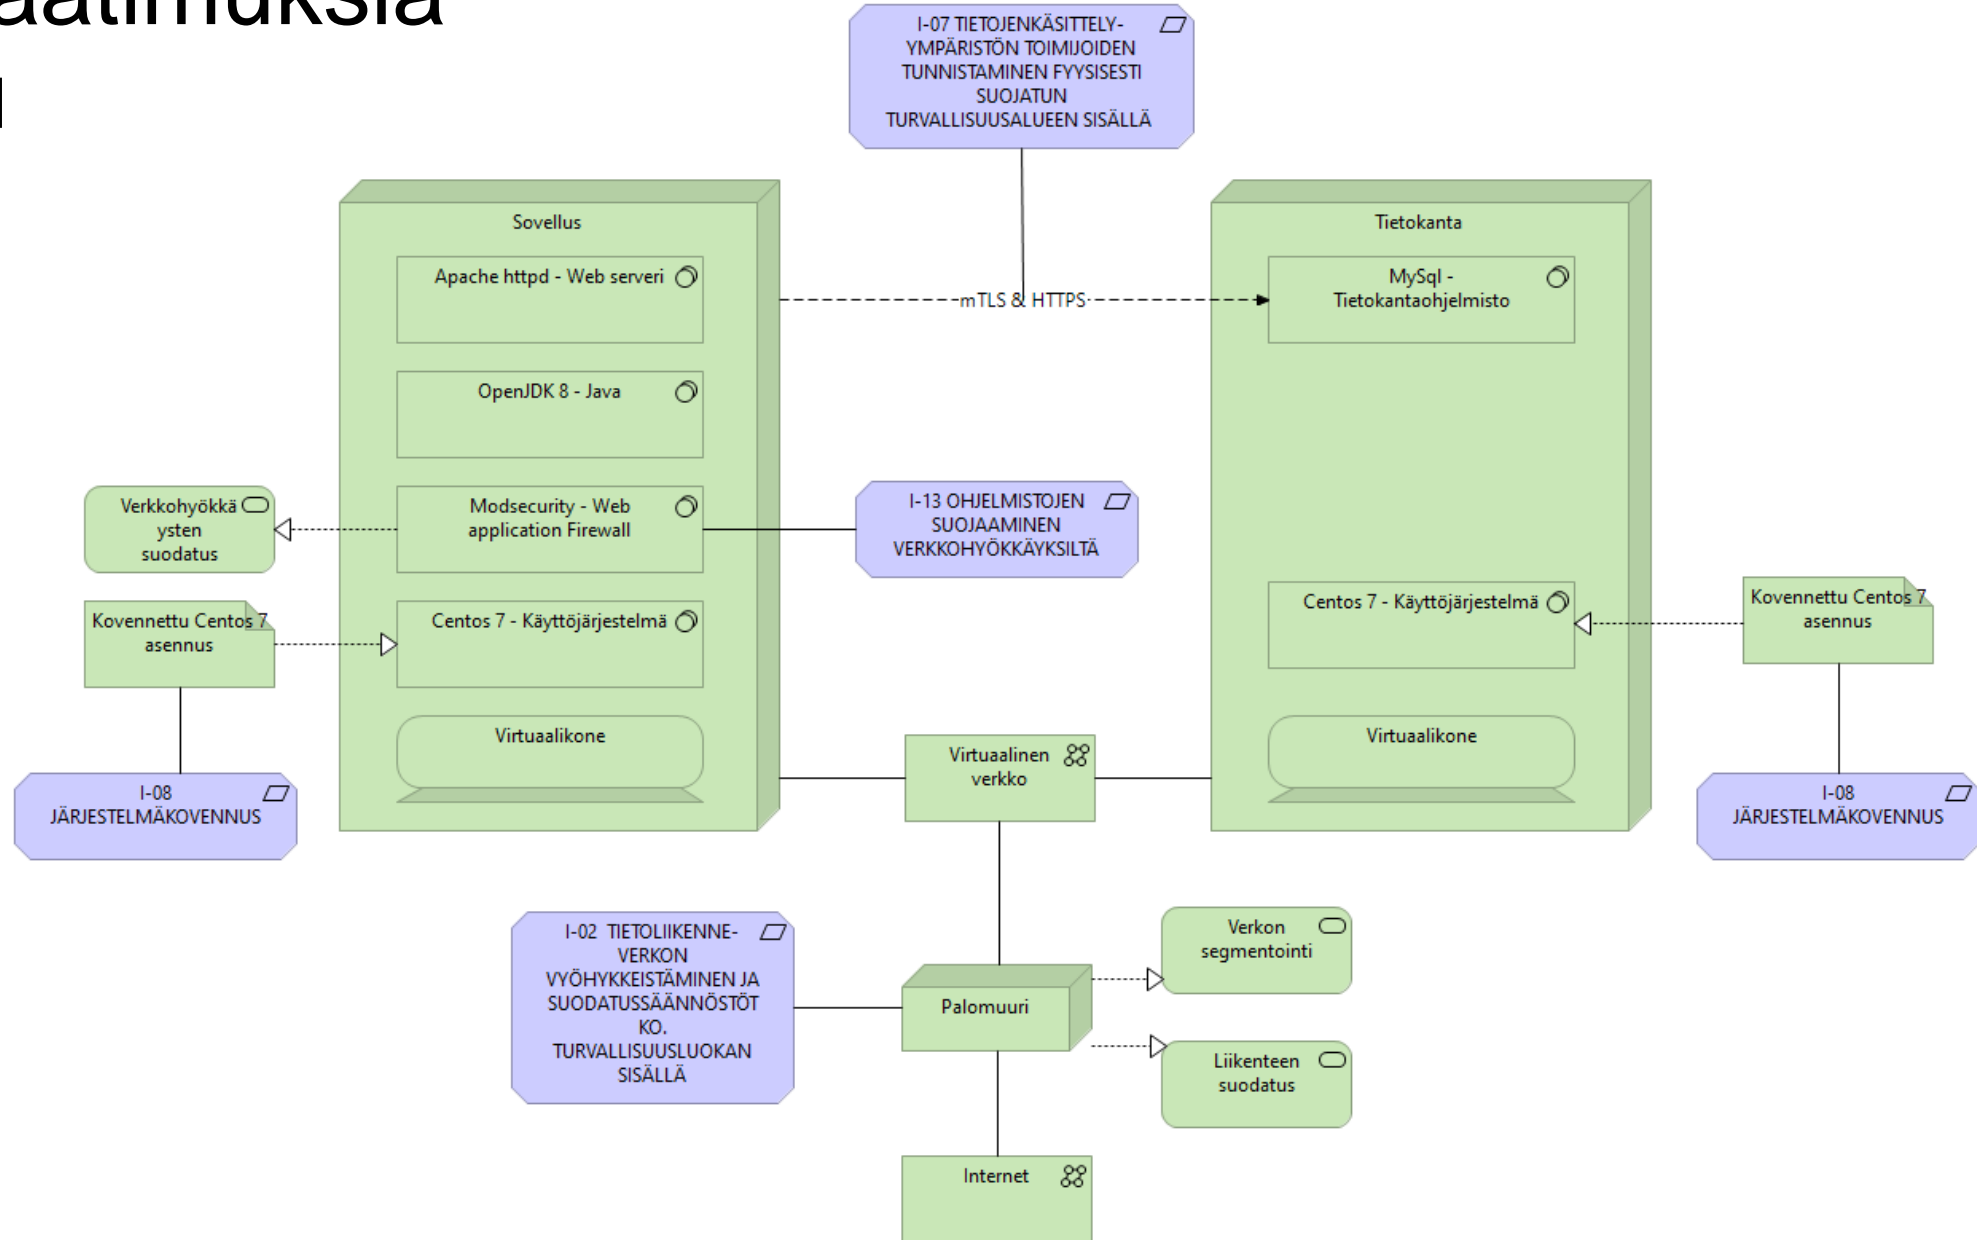 I-07 TIETOJENKÄSITTELY-
YMPÄRISTÖN TOIMIJOIDEN
TUNNISTAMINEN FYYSISESTI
SUOJATUN
TURVALLISUUSALUEEN SISÄLLÄ
Sovellus
Tietokanta
Apache httpd - Web serveri
mTLS & HTTPS
MySql -
Tietokantaohjelmisto
OpenJDK 8 - Java
Verkkohyökkä
ysten
suodatus
Modsecurity - Web
application Firewall
I-13 OHJELMISTOJEN
SUOJAAMINEN
VERKKOHYÖKKÄYKSILTÄ
Kovennettu Centos 7
asennus
Centos 7 - Käyttöjärjestelmä
Centos 7 - Käyttöjärjestelmä
Kovennettu Centos 7
asennus
Virtuaalikone
Virtuaalinen
verkko
Virtuaalikone
I-08
JÄRJESTELMÄKOVENNUS
I-08
JÄRJESTELMÄKOVENNUS
I-02 TIETOLIIKENNE-
VERKON
VYÖHYKKEISTÄMINEN JA
SUODATUSSÄÄNNÖSTÖT
KO.
TURVALLISUUSLUOKAN
SISÄLLÄ
Palomuuri
Verkon
segmentointi
Liikenteen
suodatus
Internet